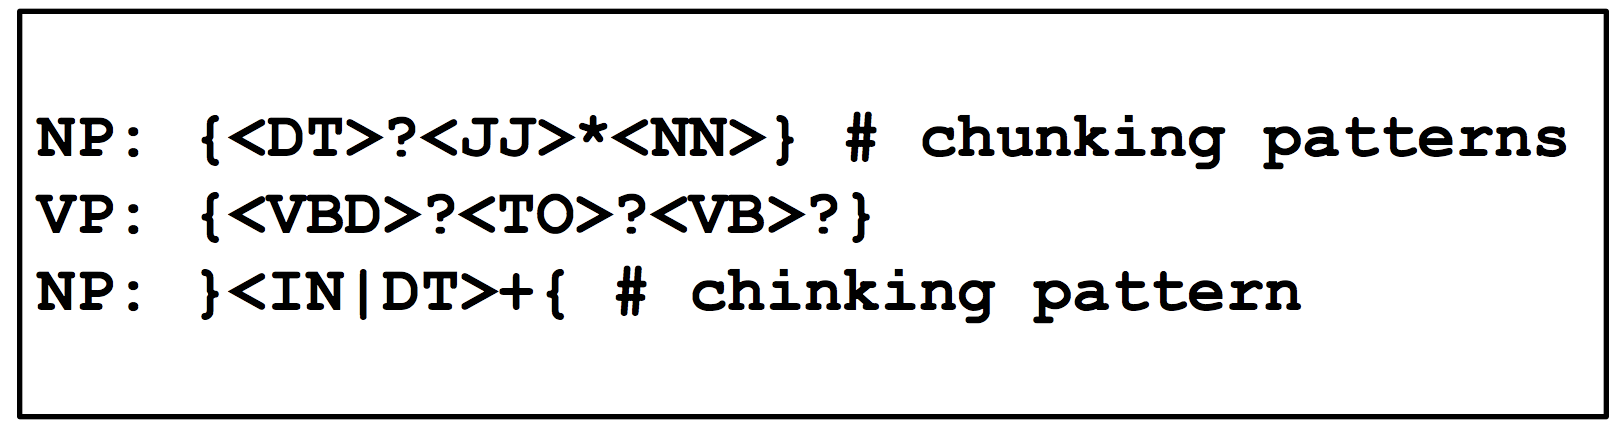 NP: {<DT>?<JJ>*<NN>} # chunking patterns
VP: {<VBD>?<TO>?<VB>?}
NP: }<IN|DT>+{ # chinking pattern